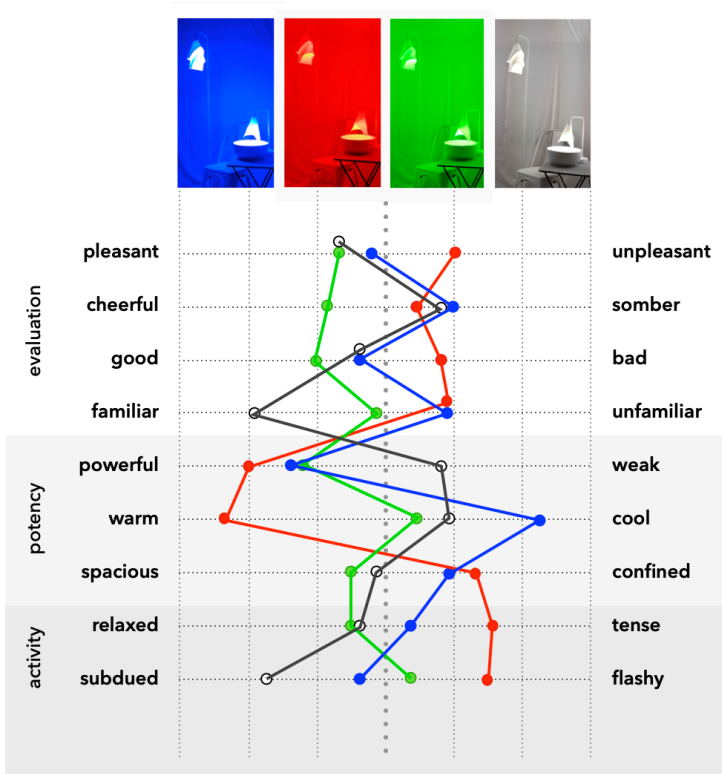 pleasant unpleasant
cheerful somber
good bad
familiar unfamiliar
evaluation
powerful weak
warm cool
spacious confined
potency
relaxed tense
subdued flashy
activity